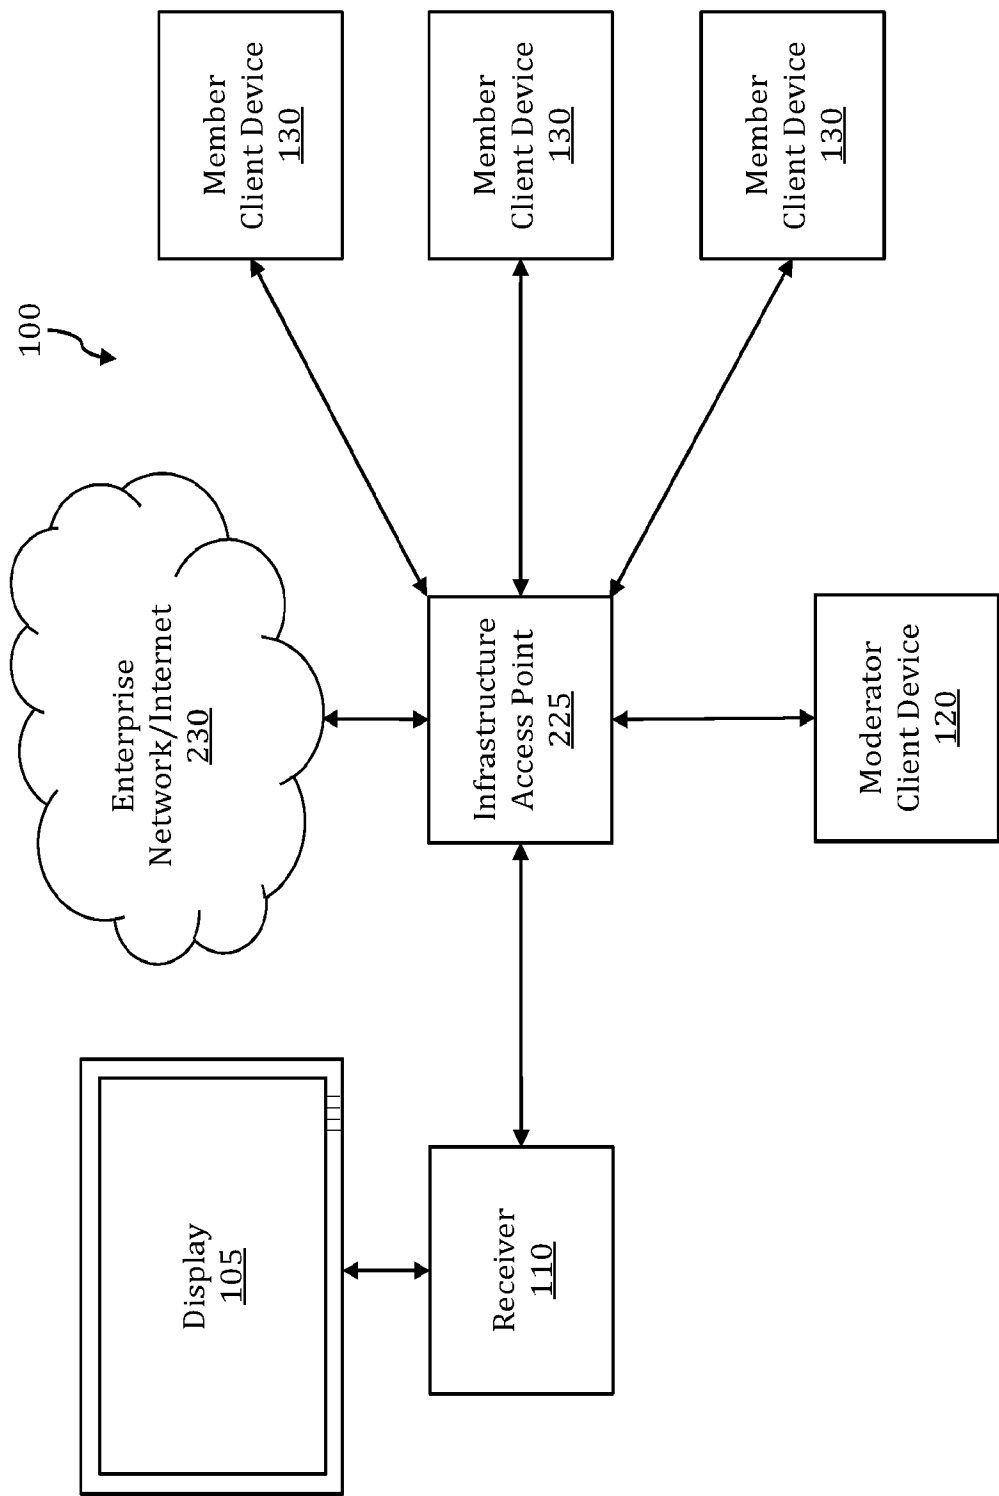 100
Display
105
Enterprise
Network/Internet
230
Member
Client Device
130
Receiver
110
Infrastructure
Access Point
225
Member
Client Device
130
Moderator
Client Device
120
Member
Client Device
130